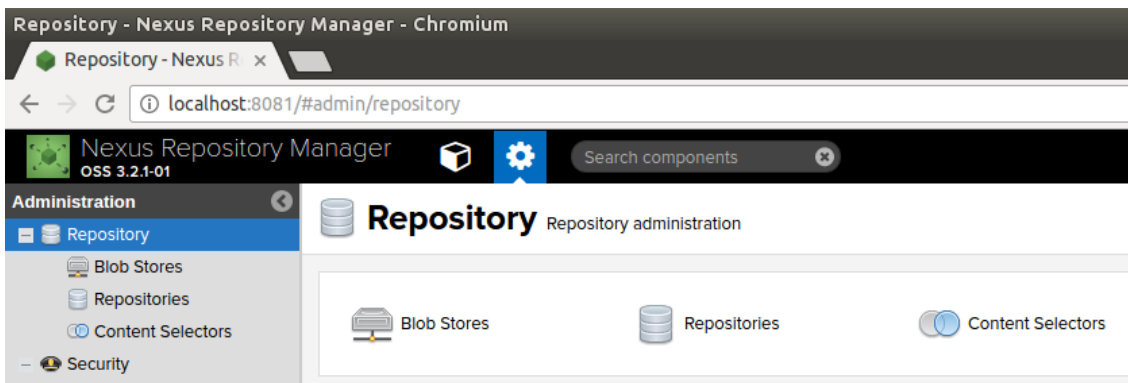 Repository - Nexus Repository Manager - Chromium
Repository - Nexus R
localhost:8081/#admin/repository
Nexus Repository Manager
OSS 3.2.1-01
Search components
Administration
Repository
Blob Stores
Repositories
Content Selectors
Security
Repository Repository administration
Blob Stores Repositories Content Selectors